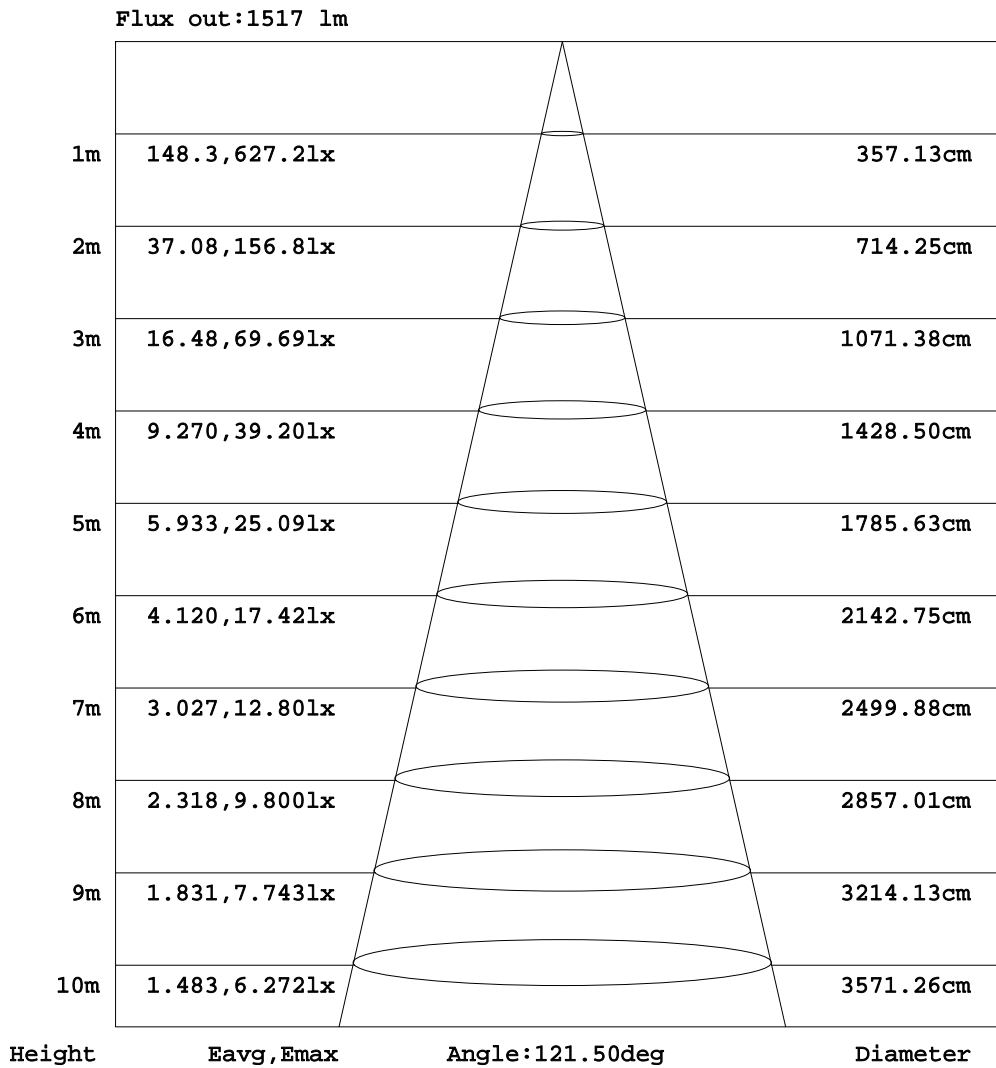 Flux out:1517 lm
1m 148.3,627.2lx 357.13cm
2m 37.08,156.8lx 714.25cm
3m 16.48,69.69lx 1071.38cm
4m 9.270,39.20lx 1428.50cm
5m 5.933,25.09lx 1785.63cm
6m 4.120,17.42lx 2142.75cm
7m 3.027,12.80lx 2499.88cm
8m 2.318,9.800lx 2857.01cm
9m 1.831,7.743lx 3214.13cm
10m 1.483,6.272lx 3571.26cm
Height Eavg,Emax Angle:121.50deg Diameter